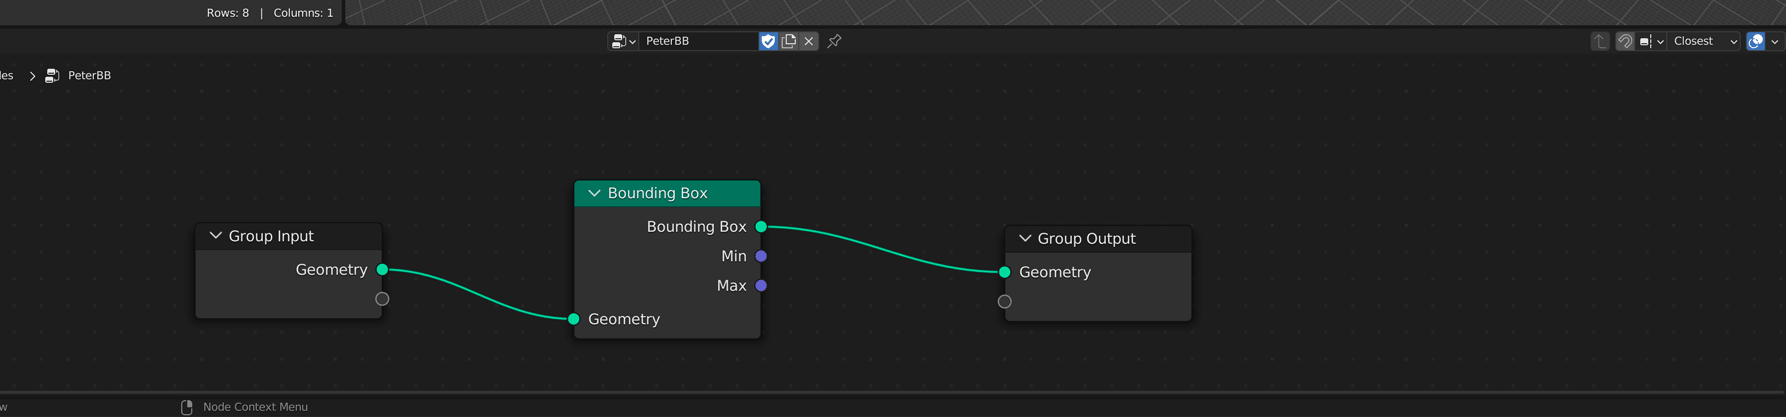 Rows: 8 | Columns: 1
PeterBB
Closest
PeterBB
Bounding Box
Bounding Box
Min
Max
Geometry
Group Input
Geometry
Group Output
Geometry
Node Context Menu